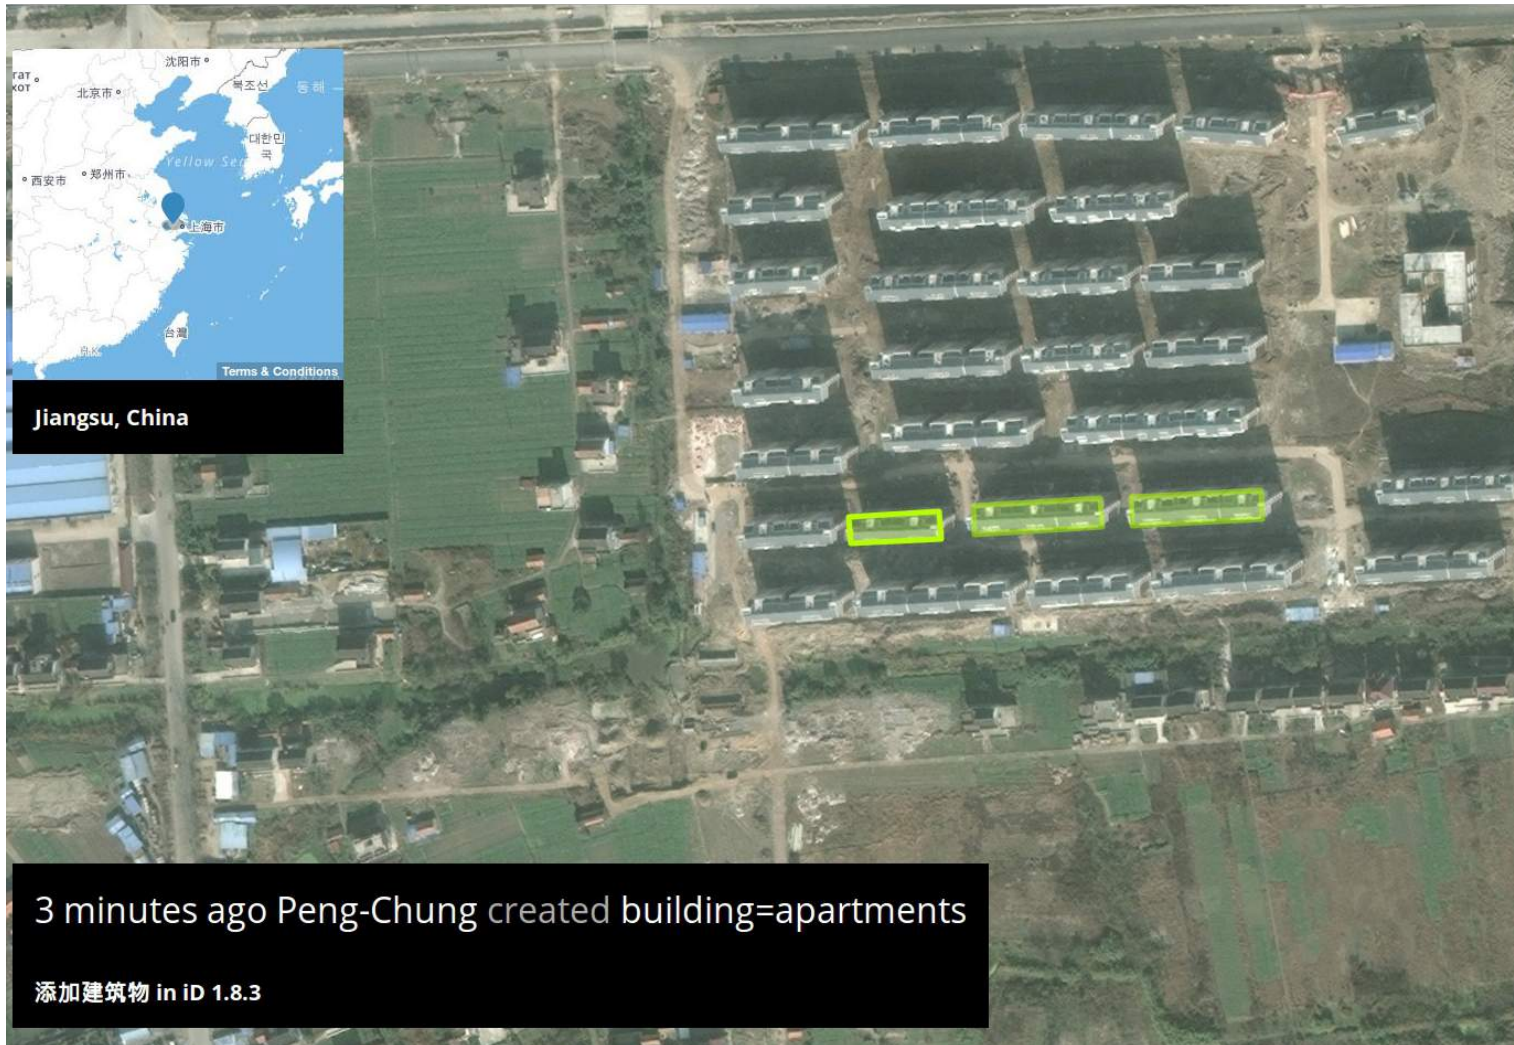 沈阳市
гат
хот
北京市
북조선
동해
대한민
국
Yellow Sea
西安市
郑州市
上海市
台灣
Terms & Conditions
Jiangsu, China
3 minutes ago Peng-Chung created building=apartments
添加建筑物 in iD 1.8.3